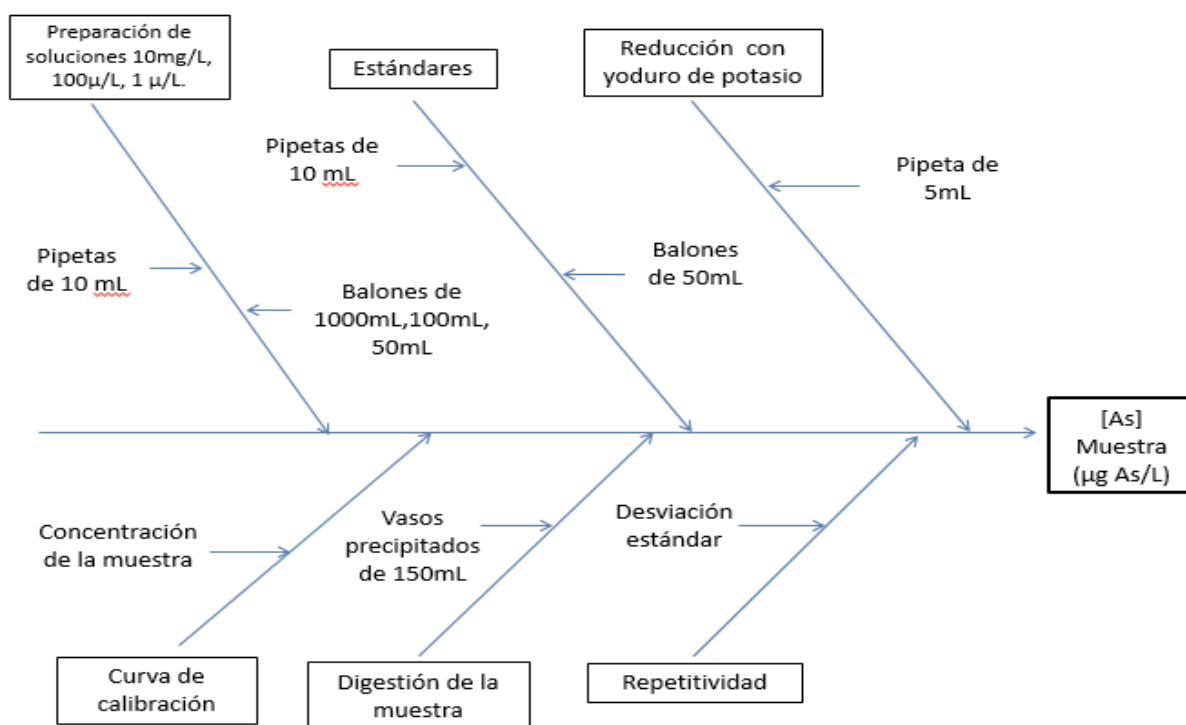 Preparación de
soluciones 10mg/L,
100µ/L, 1 µ/L.
Estándares
Reducción con
yoduro de potasio
Pipetas de
10 mL
Pipeta de
5mL
Pipetas
de 10 mL
Balones de
1000mL,100mL,
50mL
Balones
de 50mL
[As]
Muestra
(µg As/L)
Concentración
de la muestra
Vasos
precipitados
de 150mL
Desviación
estándar
Curva de
calibración
Digestión de la
muestra
Repetitividad